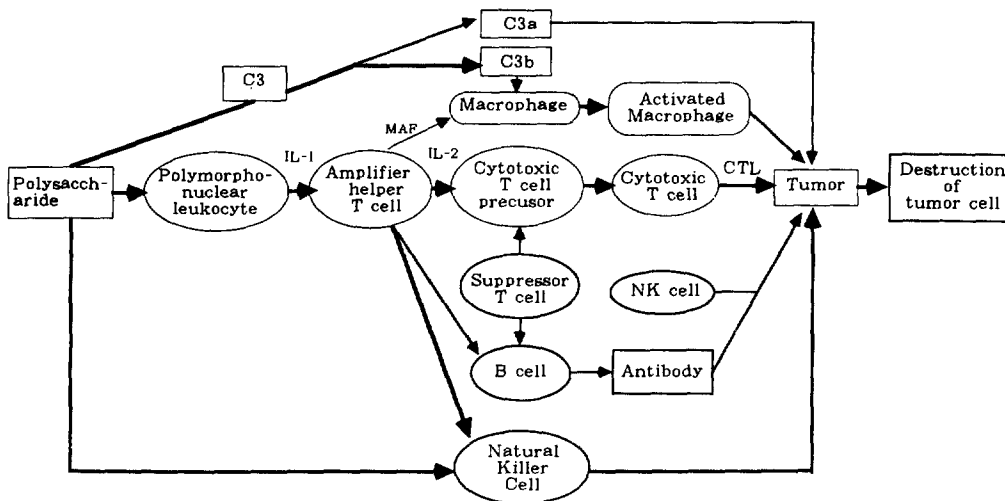 C3a
C3
C3b
Macrophage
Activated
Macrophage
MAF
IL-1
IL-2
CTL
Polysacch-
aride
Polymorpho-
nuclear
leukocyte
Amplifier
helper
T cell
Cytotoxic
T cell
precusor
Cytotoxic
T cell
Tumor
Destruction
of
tumor cell
Suppressor
T cell
NK cell
B cell
Antibody
Natural
Killer
Cell